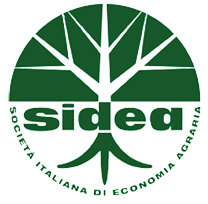 sidea
SOCIETÀ ITALIANA DI ECONOMIA AGRARIA